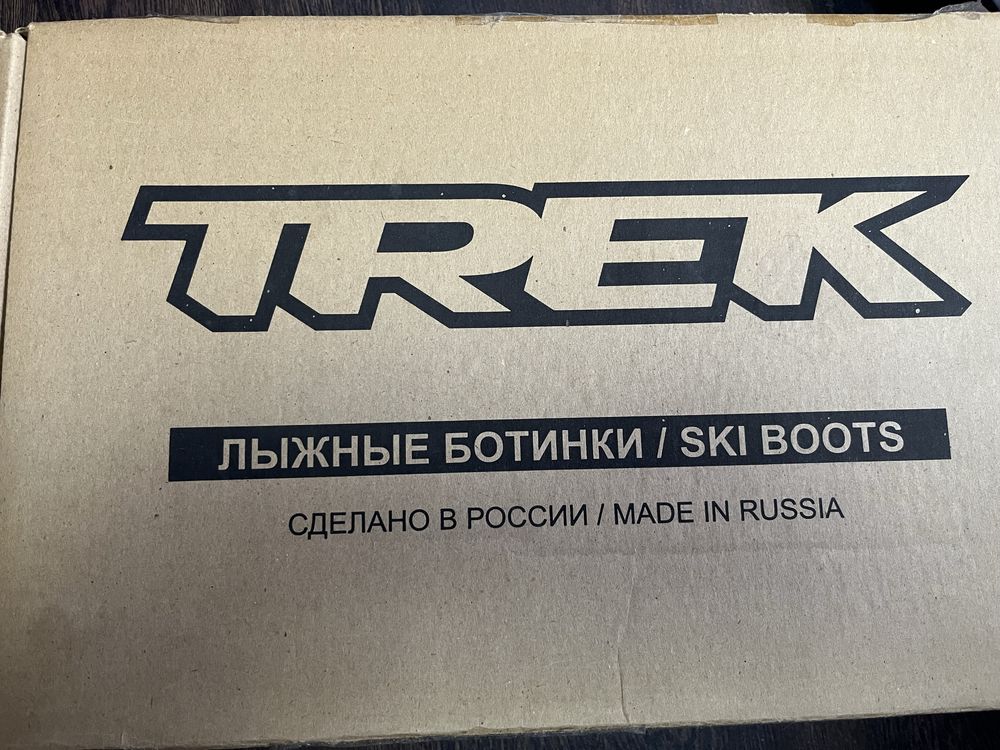 TREK
ЛЫЖНЫЕ БОТИНКИ / SKI BOOTS
СДЕЛАНО В РОССИИ / MADE IN RUSSIA